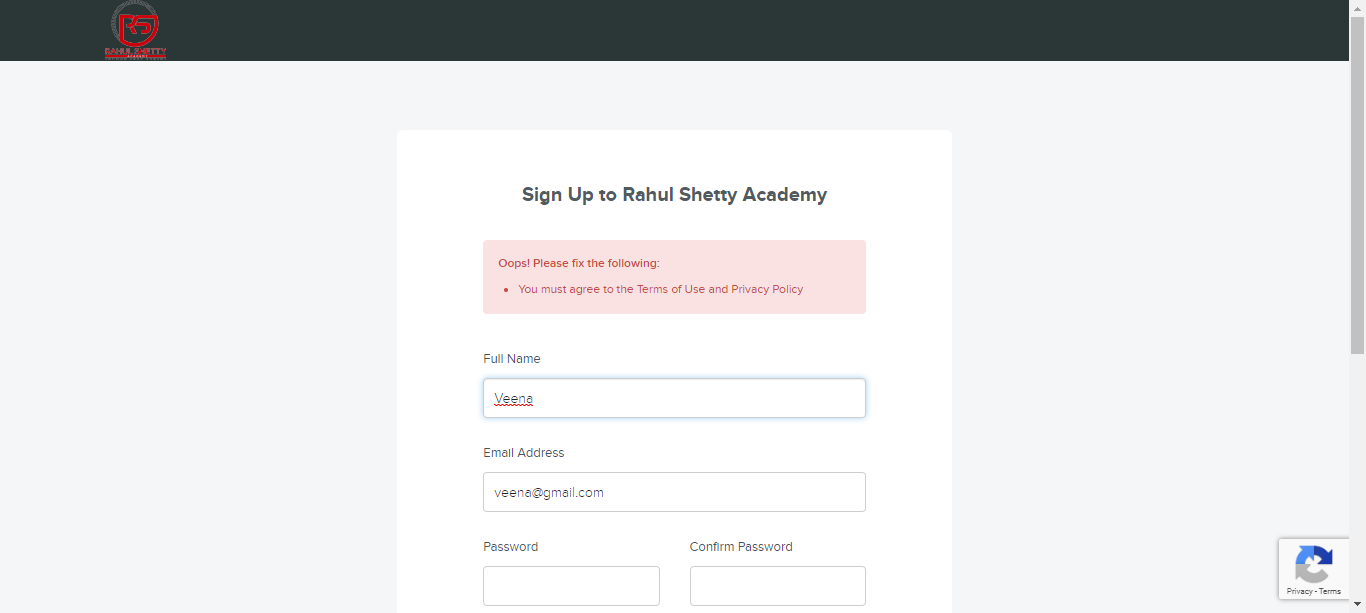 RAHUL SHETTY
Sign Up to Rahul Shetty Academy
Oops! Please fix the following:
You must agree to the Terms of Use and Privacy Policy
Full Name
Veena
Email Address
veena@gmail.com
Password Confirm Password
Privacy - Terms